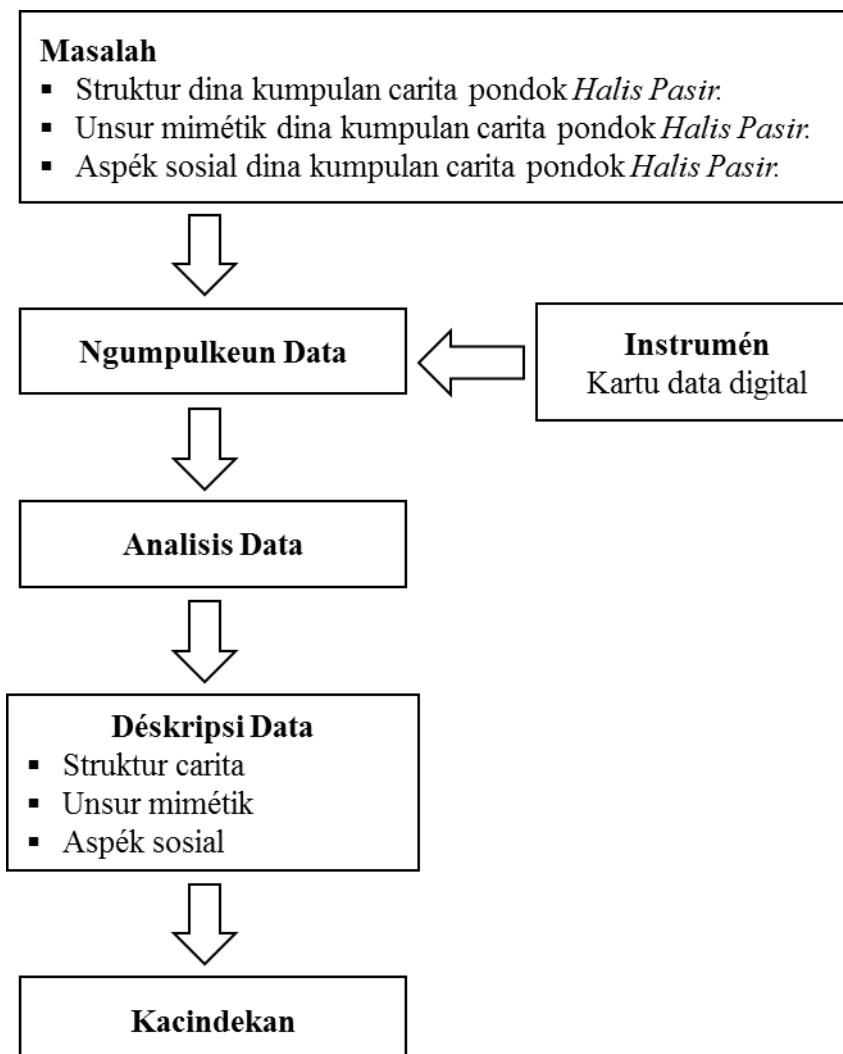 Masalah
▪ Struktur dina kumpulan carita pondok Halis Pasir.
▪ Unsur mimétik dina kumpulan carita pondok Halis Pasir.
▪ Aspék sosial dina kumpulan carita pondok Halis Pasir.
Ngumpulkeun Data
Instrumén
Kartu data digital
Analisis Data
Déskripsi Data
▪ Struktur carita
▪ Unsur mimétik
▪ Aspék sosial
Kacindekan